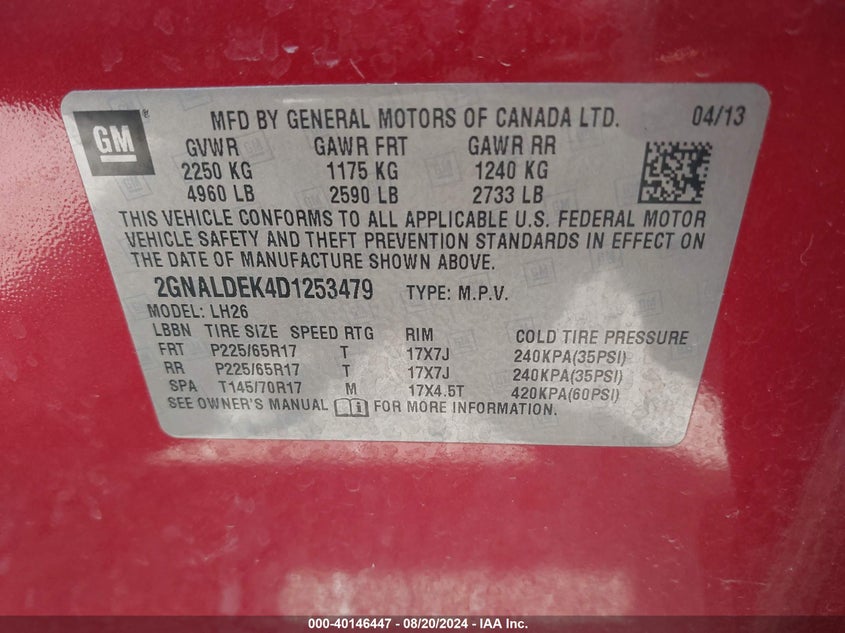 GM ® MFD BY GENERAL MOTORS OF CANADA LTD. 04/13
GVWR GAWR FRT GAWR RR
2250 KG 1175 KG 1240 KG
4960 LB 2590 LB 2733 LB
THIS VEHICLE CONFORMS TO ALL APPLICABLE U.S. FEDERAL MOTOR
VEHICLE SAFETY AND THEFT PREVENTION STANDARDS IN EFFECT ON
THE DATE OF MANUFACTURE SHOWN ABOVE.
2GNALDEK4D1253479 TYPE: M.P.V.
MODEL: LH26
LBBN TIRE SIZE SPEED RTG RIM COLD TIRE PRESSURE
FRT P225/65R17 T 17X7J 240KPA(35PSI)
RR P225/65R17 T 17X7J 240KPA(35PSI)
SPA T145/70R17 M 17X4.5T 420KPA(60PSI)
SEE OWNER'S MANUAL FOR MORE INFORMATION.
000-40146447 - 08/20/2024 - IAA Inc.